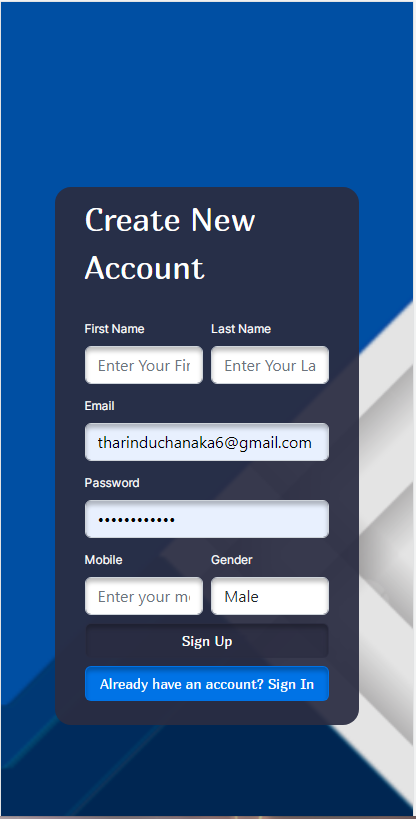 Create New
Account
First Name Last Name
Enter Your Fir Enter Your La
Email
tharinduchanaka6@gmail.com
Password
••••••••••••
Mobile Gender
Enter your m Male
Sign Up
Already have an account? Sign In